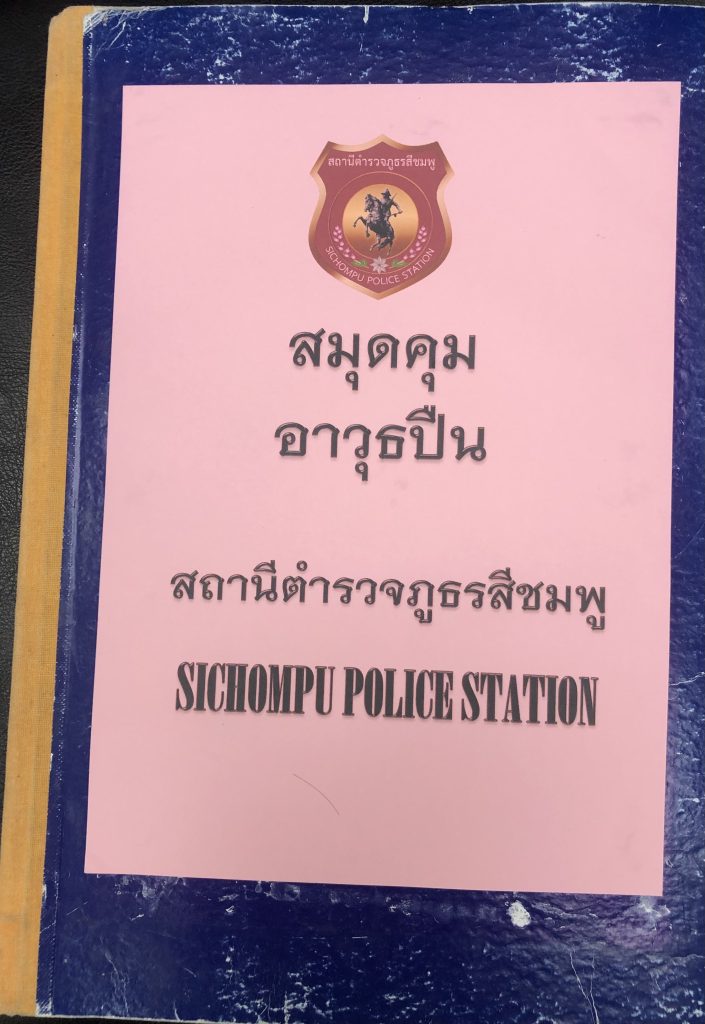 สถานีตำรวจภูธรสีชมพู
SICHOMPU POLICE STATION
สมุดคุม
อาวุธปืน
สถานีตำรวจภูธรสีชมพู
SICHOMPU POLICE STATION